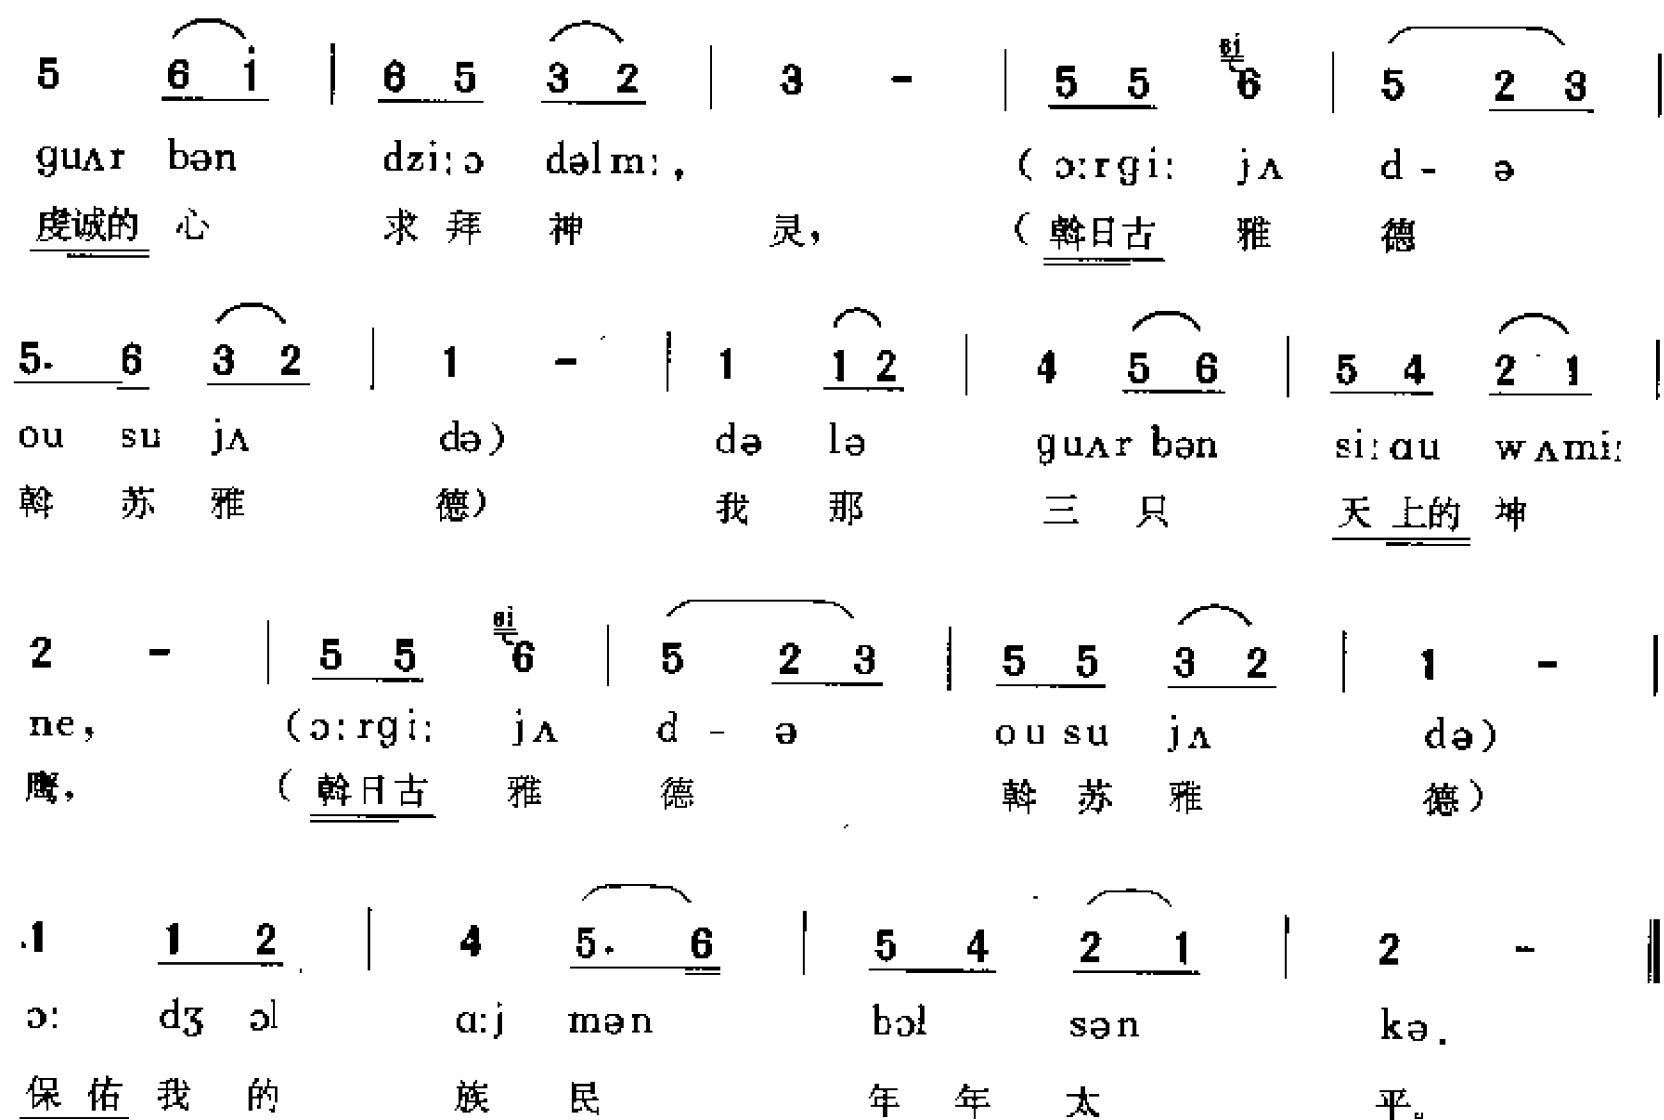 5 6 i | 6 5 3 2 | 3 - | 5 5 6i 6 | 5 2 3 |
guʌr bən dzi:ɔ dəlm:, (ɔ:rgi: jʌ d - ə
虔诚的 心 求 拜 神 灵, ( 斡日古 雅 德
5. 6 3 2 | 1 - | 1 1 2 | 4 5 6 | 5 4 2 1 |
ou su jʌ də) də lə guʌr bən si:ɑu wʌmi:
斡 苏 雅 德) 我 那 三 只 天 上的 神
2 - | 5 5 6i 6 | 5 2 3 | 5 5 3 2 | 1 - |
ne, (ɔ:rgi: jʌ d - ə ou su jʌ də)
鹰, ( 斡日古 雅 德 斡 苏 雅 德)
1 1 2 | 4 5. 6 | 5 4 2 1 | 2 - ‖
ɔ: dʒ əl ɑ:j mən bɔl sən kə.
保 佑 我 的 族 民 年 年 太 平。